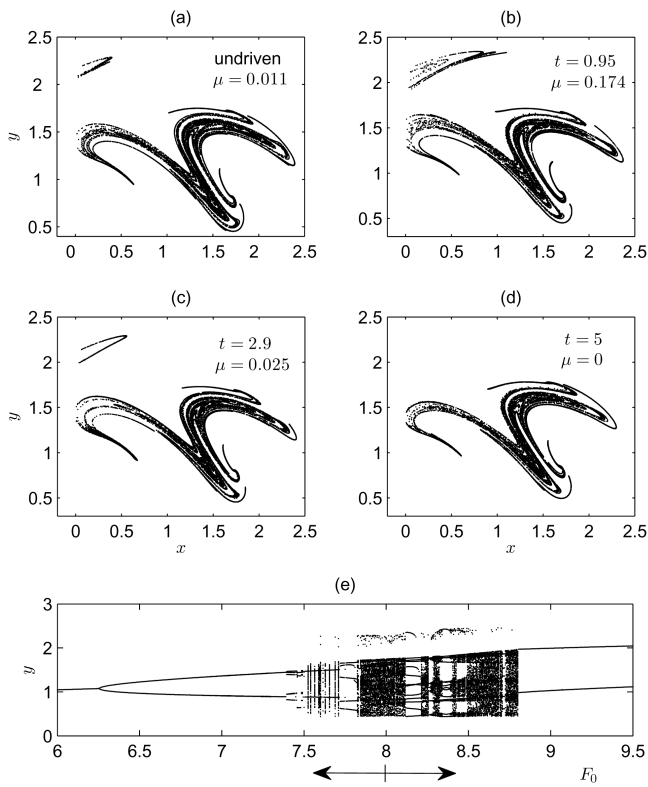 (a) (b)
2.5 2.5
undriven t = 0.95
μ = 0.011 μ = 0.174
2 2
y 1.5 1.5
1 1
0.5 0.5
0 0.5 1 1.5 2 2.5 0 0.5 1 1.5 2 2.5
(c) (d)
2.5 2.5
t = 2.9 t = 5
μ = 0.025 μ = 0
2 2
y 1.5 1.5
1 1
0.5 0.5
0 0.5 1 1.5 2 2.5 0 0.5 1 1.5 2 2.5
x x
(e)
3
2
y
1
0
6 6.5 7 7.5 8 8.5 9 9.5
F₀